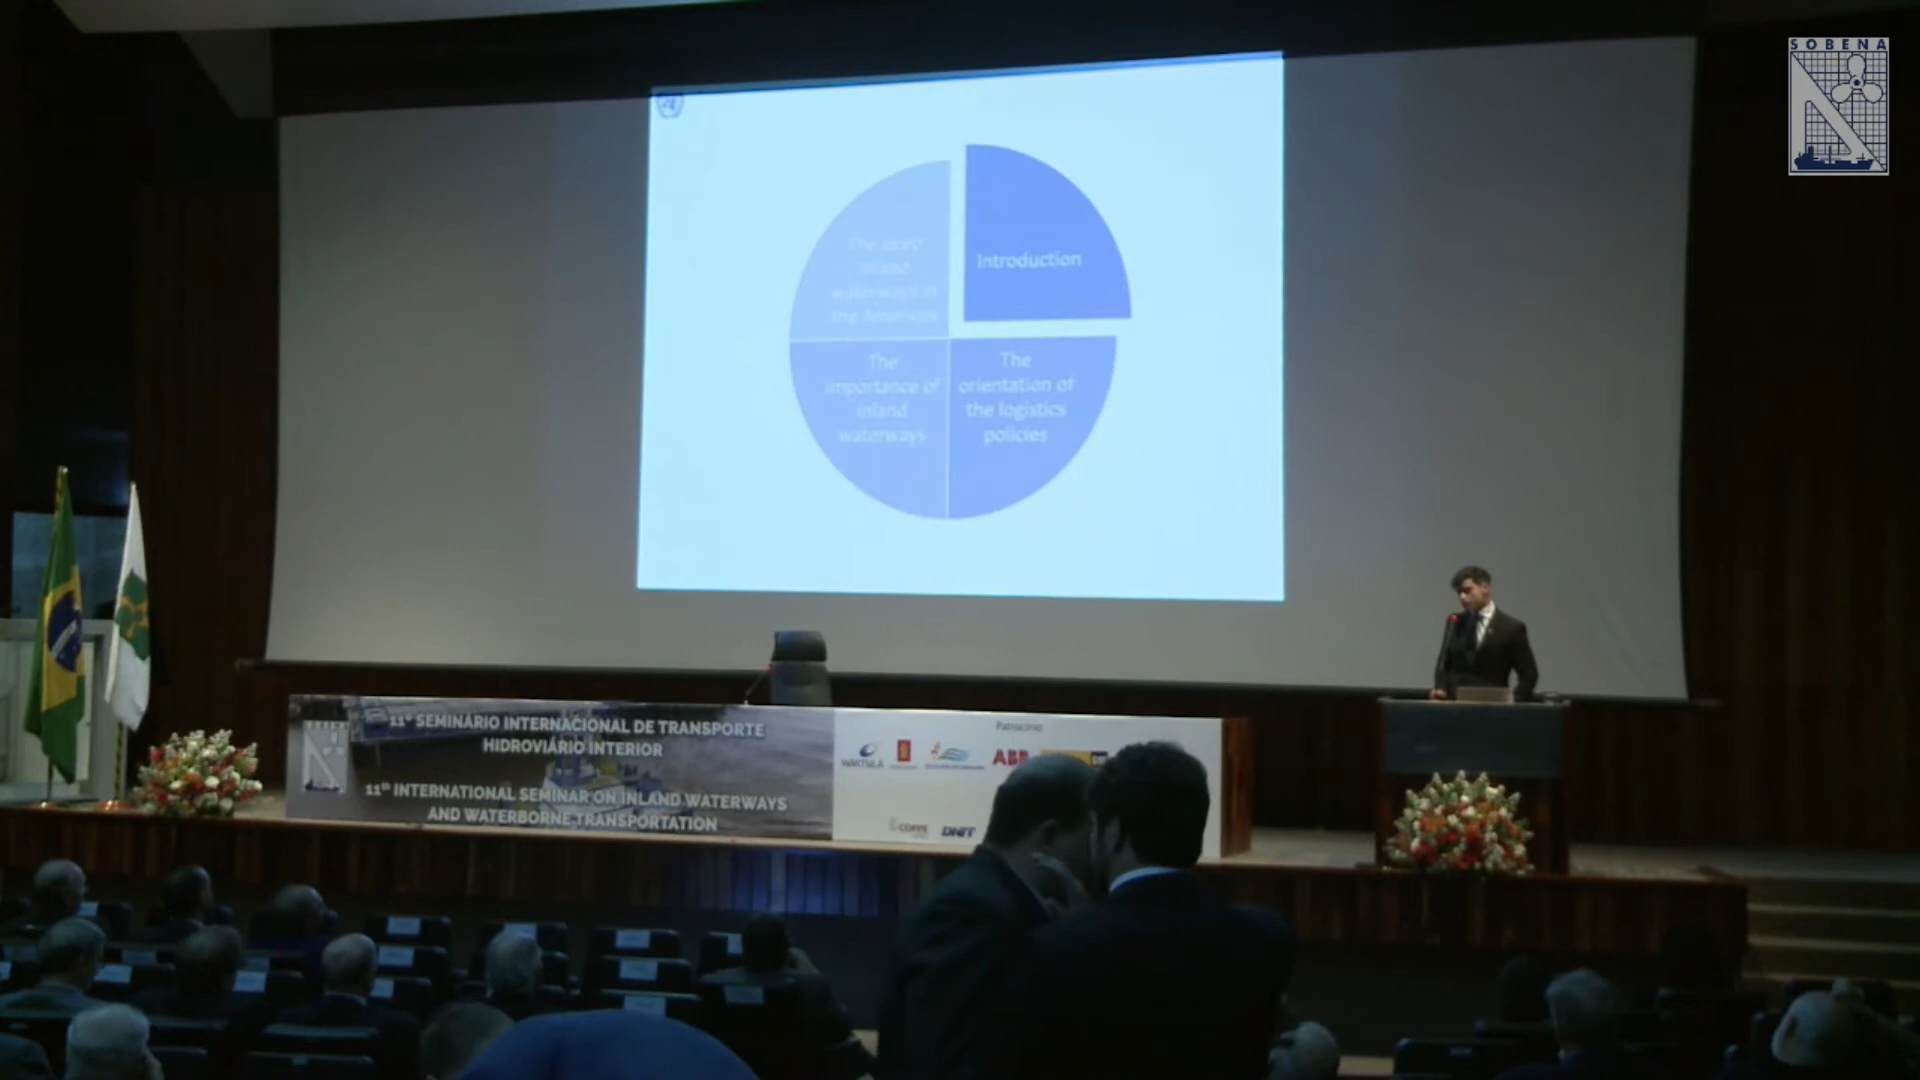 SOBENA
Introduction
The
inland
waterways in
the Americas
The
importance of
inland
waterways
The
orientation of
the logistics
policies
11º SEMINÁRIO INTERNACIONAL DE TRANSPORTE
HIDROVIÁRIO INTERIOR
11th INTERNATIONAL SEMINAR ON INLAND WATERWAYS
AND WATERBORNE TRANSPORTATION
Patrocínio
WÄRTSILÄ
ABB
COPPE
DNIT